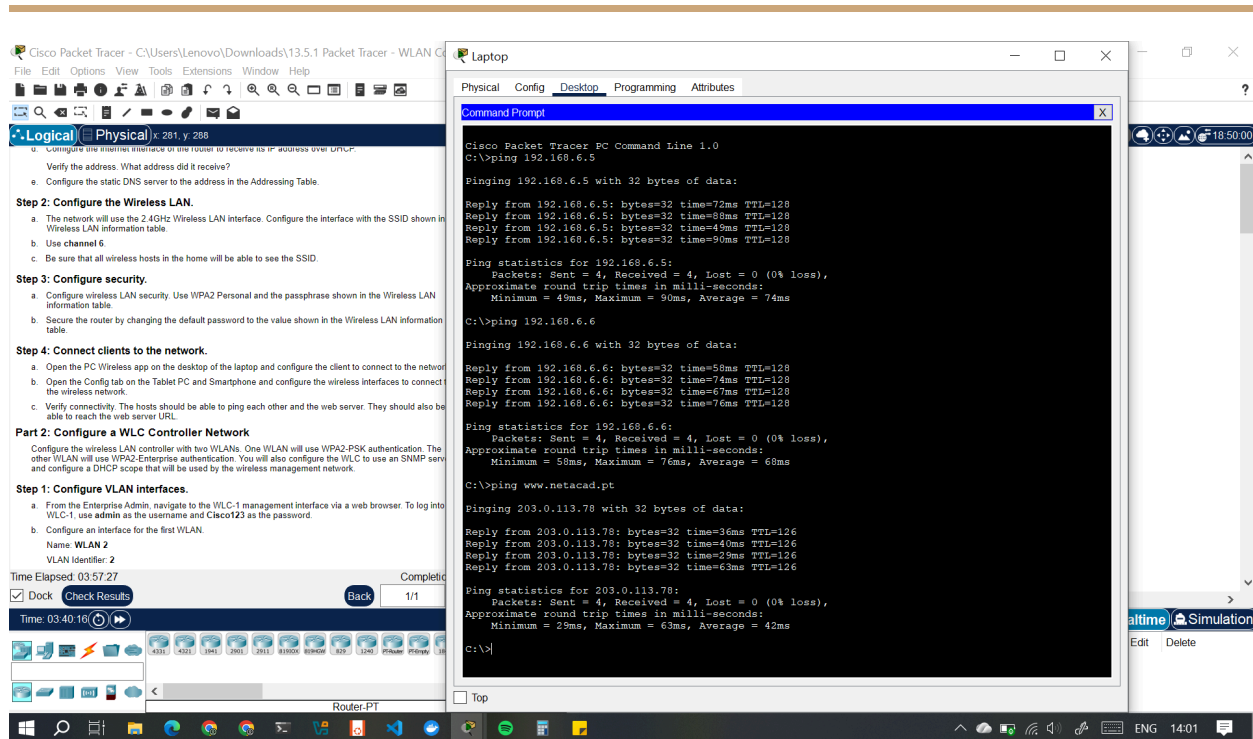 Cisco Packet Tracer - C:\Users\Lenovo\Downloads\13.5.1 Packet Tracer - WLAN Co
File Edit Options View Tools Extensions Window Help
Logical Physical x: 281, y: 288
18:50:00
d. Configure the internet interface of the router to receive its IP address over DHCP.
Verify the address. What address did it receive?
e. Configure the static DNS server to the address in the Addressing Table.
Step 2: Configure the Wireless LAN.
a. The network will use the 2.4GHz Wireless LAN interface. Configure the interface with the SSID shown in
Wireless LAN information table.
b. Use channel 6.
c. Be sure that all wireless hosts in the home will be able to see the SSID.
Step 3: Configure security.
a. Configure wireless LAN security. Use WPA2 Personal and the passphrase shown in the Wireless LAN
information table.
b. Secure the router by changing the default password to the value shown in the Wireless LAN information
table.
Step 4: Connect clients to the network.
a. Open the PC Wireless app on the desktop of the laptop and configure the client to connect to the networ
b. Open the Config tab on the Tablet PC and Smartphone and configure the wireless interfaces to connect t
the wireless network.
c. Verify connectivity. The hosts should be able to ping each other and the web server. They should also be
able to reach the web server URL.
Part 2: Configure a WLC Controller Network
Configure the wireless LAN controller with two WLANs. One WLAN will use WPA2-PSK authentication. The
other WLAN will use WPA2-Enterprise authentication. You will also configure the WLC to use an SNMP serv
and configure a DHCP scope that will be used by the wireless management network.
Step 1: Configure VLAN interfaces.
a. From the Enterprise Admin, navigate to the WLC-1 management interface via a web browser. To log into
WLC-1, use admin as the username and Cisco123 as the password.
b. Configure an interface for the first WLAN.
Name: WLAN 2
VLAN Identifier: 2
Time Elapsed: 03:57:27 Completio
Dock Check Results Back 1/1
Time: 03:40:16
4331 4321 1941 2901 2911 819IOX 819HGW 829 1240 PT-Router PT-Empty 18
Router-PT
Laptop
Physical Config Desktop Programming Attributes
Command Prompt X
Cisco Packet Tracer PC Command Line 1.0
C:\>ping 192.168.6.5
Pinging 192.168.6.5 with 32 bytes of data:
Reply from 192.168.6.5: bytes=32 time=72ms TTL=128
Reply from 192.168.6.5: bytes=32 time=88ms TTL=128
Reply from 192.168.6.5: bytes=32 time=49ms TTL=128
Reply from 192.168.6.5: bytes=32 time=90ms TTL=128
Ping statistics for 192.168.6.5:
Packets: Sent = 4, Received = 4, Lost = 0 (0% loss),
Approximate round trip times in milli-seconds:
Minimum = 49ms, Maximum = 90ms, Average = 74ms
C:\>ping 192.168.6.6
Pinging 192.168.6.6 with 32 bytes of data:
Reply from 192.168.6.6: bytes=32 time=58ms TTL=128
Reply from 192.168.6.6: bytes=32 time=74ms TTL=128
Reply from 192.168.6.6: bytes=32 time=67ms TTL=128
Reply from 192.168.6.6: bytes=32 time=76ms TTL=128
Ping statistics for 192.168.6.6:
Packets: Sent = 4, Received = 4, Lost = 0 (0% loss),
Approximate round trip times in milli-seconds:
Minimum = 58ms, Maximum = 76ms, Average = 68ms
C:\>ping www.netacad.pt
Pinging 203.0.113.78 with 32 bytes of data:
Reply from 203.0.113.78: bytes=32 time=36ms TTL=126
Reply from 203.0.113.78: bytes=32 time=40ms TTL=126
Reply from 203.0.113.78: bytes=32 time=29ms TTL=126
Reply from 203.0.113.78: bytes=32 time=63ms TTL=126
Ping statistics for 203.0.113.78:
Packets: Sent = 4, Received = 4, Lost = 0 (0% loss),
Approximate round trip times in milli-seconds:
Minimum = 29ms, Maximum = 63ms, Average = 42ms
C:\>
Top
altime Simulation
Edit Delete
ENG 14:01